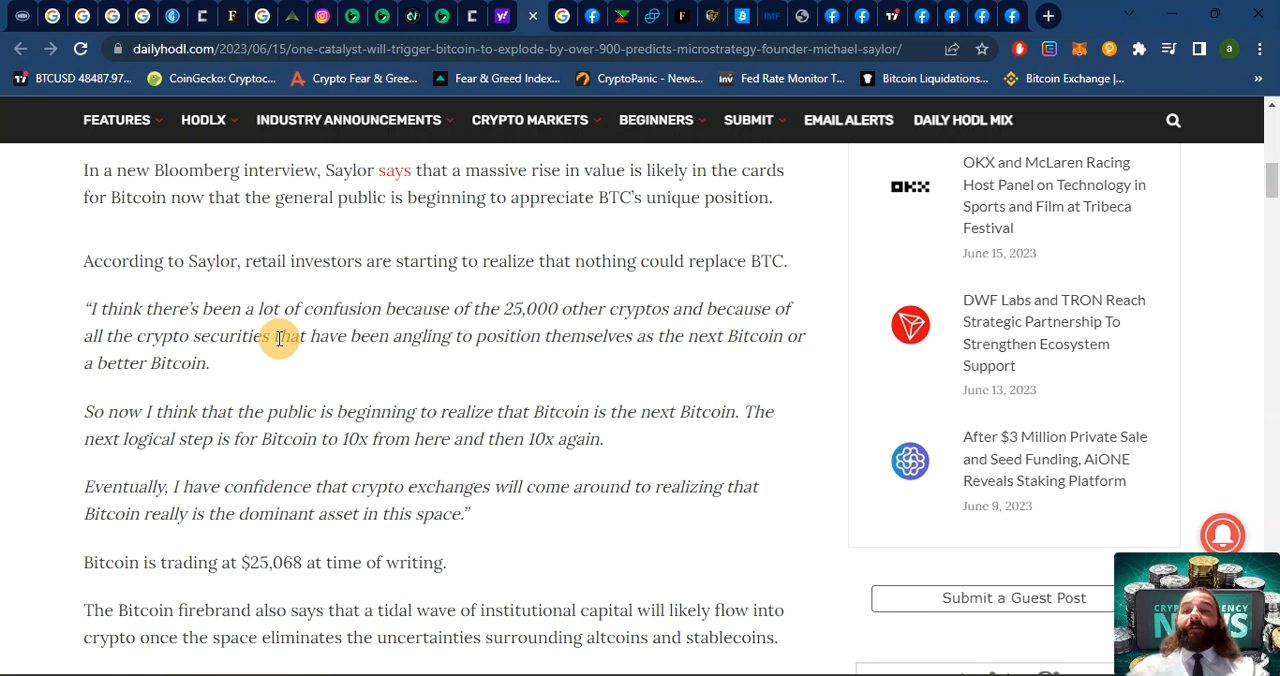 dailyhodl.com/2023/06/15/one-catalyst-will-trigger-bitcoin-to-explode-by-over-900-predicts-microstrategy-founder-michael-saylor/
BTCUSD 48487.97...
CoinGecko: Cryptoc...
Crypto Fear & Gree...
Fear & Greed Index...
CryptoPanic - News...
Fed Rate Monitor T...
Bitcoin Liquidations...
Bitcoin Exchange |...
FEATURES
HODLX
INDUSTRY ANNOUNCEMENTS
CRYPTO MARKETS
BEGINNERS
SUBMIT
EMAIL ALERTS
DAILY HODL MIX
In a new Bloomberg interview, Saylor says that a massive rise in value is likely in the cards
for Bitcoin now that the general public is beginning to appreciate BTC’s unique position.
According to Saylor, retail investors are starting to realize that nothing could replace BTC.
“I think there’s been a lot of confusion because of the 25,000 other cryptos and because of
all the crypto securities that have been angling to position themselves as the next Bitcoin or
a better Bitcoin.
So now I think that the public is beginning to realize that Bitcoin is the next Bitcoin. The
next logical step is for Bitcoin to 10x from here and then 10x again.
Eventually, I have confidence that crypto exchanges will come around to realizing that
Bitcoin really is the dominant asset in this space.”
Bitcoin is trading at $25,068 at time of writing.
The Bitcoin firebrand also says that a tidal wave of institutional capital will likely flow into
crypto once the space eliminates the uncertainties surrounding altcoins and stablecoins.
OKX
OKX and McLaren Racing
Host Panel on Technology in
Sports and Film at Tribeca
Festival
June 15, 2023
DWF Labs and TRON Reach
Strategic Partnership To
Strengthen Ecosystem
Support
June 13, 2023
After $3 Million Private Sale
and Seed Funding, AiONE
Reveals Staking Platform
June 9, 2023
Submit a Guest Post
NEWS